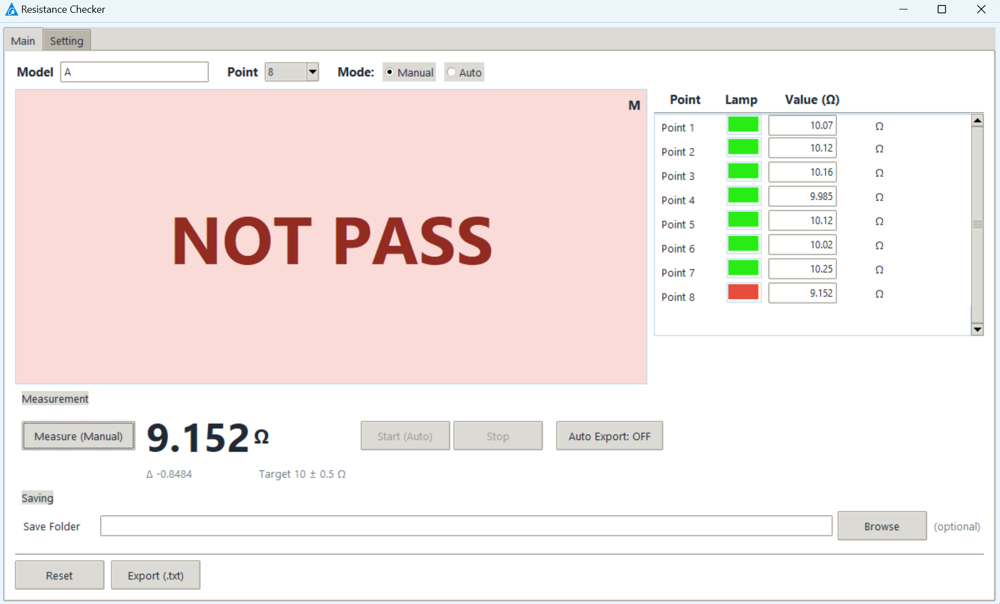 Resistance Checker
Main Setting
Model A Point 8 Mode: Manual Auto
M
NOT PASS
Point Lamp Value (Ω)
Point 1 10.07 Ω
Point 2 10.12 Ω
Point 3 10.16 Ω
Point 4 9.985 Ω
Point 5 10.12 Ω
Point 6 10.02 Ω
Point 7 10.25 Ω
Point 8 9.152 Ω
Measurement
Measure (Manual) 9.152 Ω Start (Auto) Stop Auto Export: OFF
Δ -0.8484 Target 10 ± 0.5 Ω
Saving
Save Folder Browse (optional)
Reset Export (.txt)